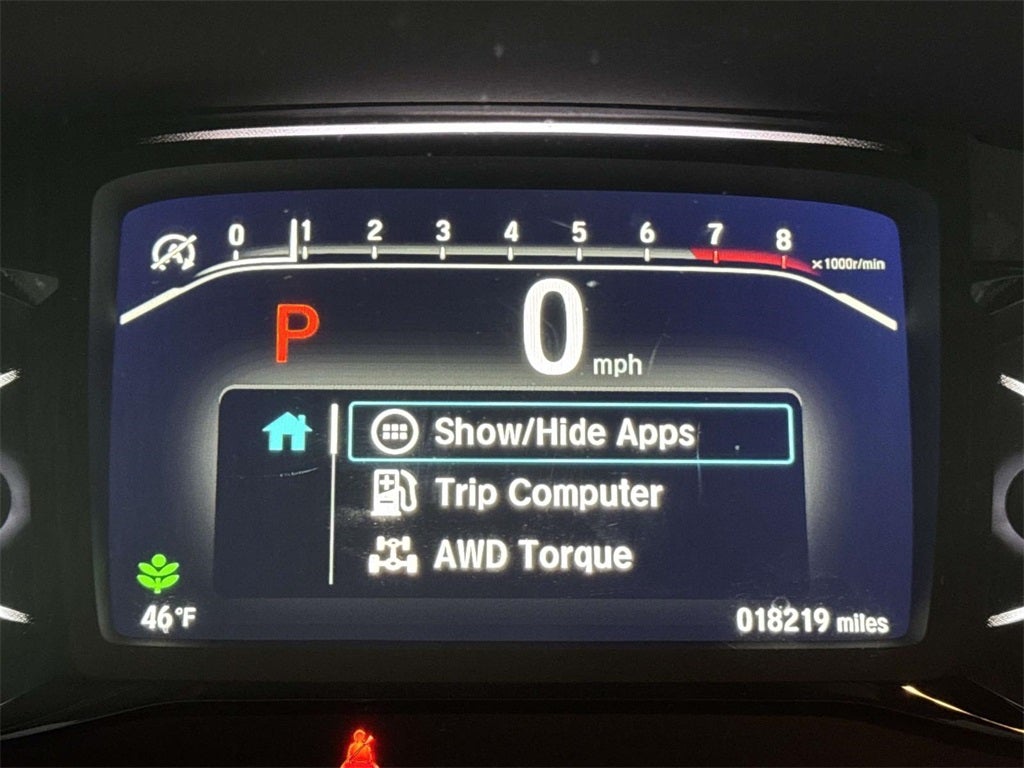 0 1 2 3 4 5 6 7 8
×1000r/min
P 0 mph
Show/Hide Apps
Trip Computer
AWD Torque
46°F 018219 miles